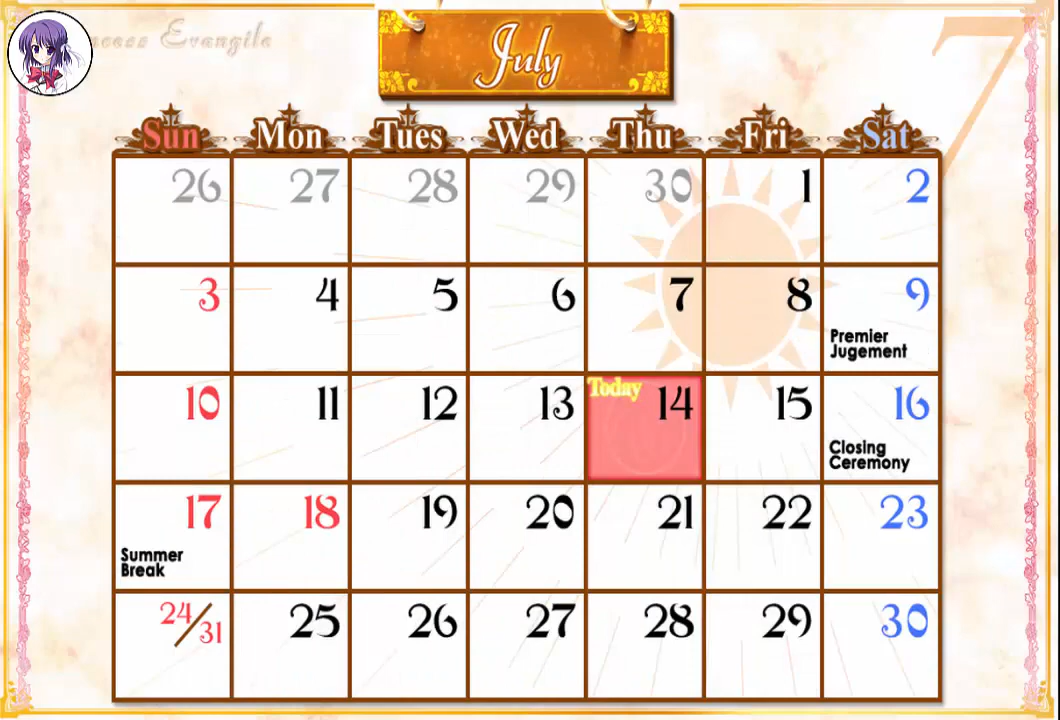 ncess Evangile
July
7
Sun Mon Tues Wed Thu Fri Sat
26 27 28 29 30 1 2
3 4 5 6 7 8 9
Premier
Jugement
10 11 12 13 Today 14 15 16
Closing
Ceremony
17 18 19 20 21 22 23
Summer
Break
24/31 25 26 27 28 29 30